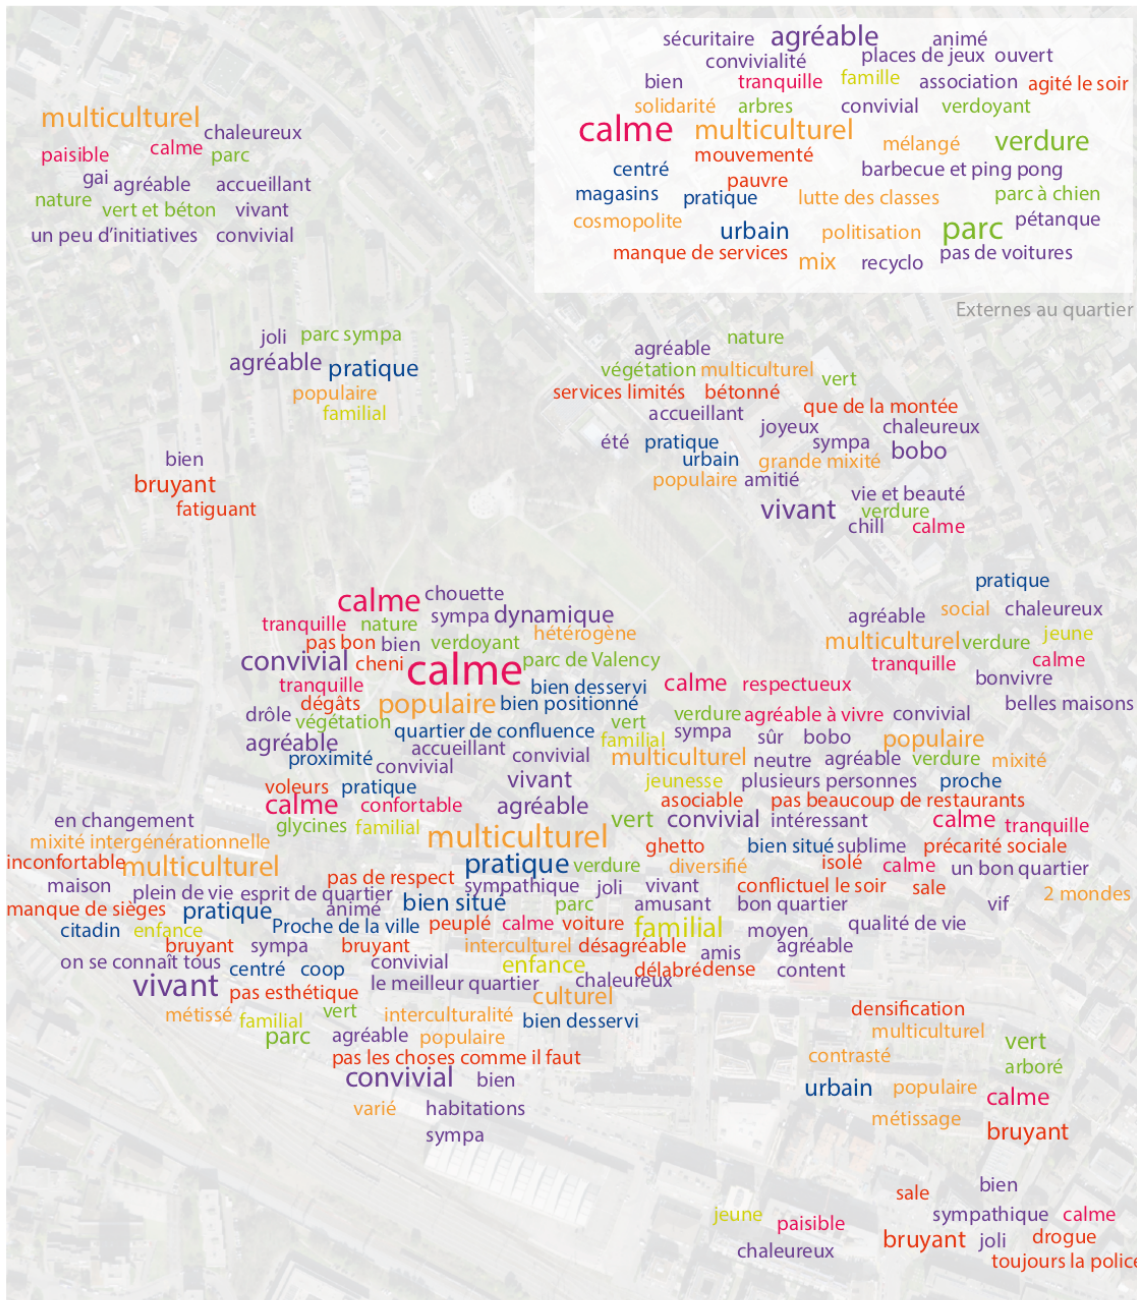 sécuritaire agréable animé
convivialité places de jeux ouvert
bien tranquille famille association agité le soir
solidarité arbres convivial verdoyant
calme multiculturel mélangé verdure
mouvementé
centré pauvre barbecue et ping pong
magasins pratique lutte des classes parc à chien
cosmopolite urbain politisation parc pétanque
manque de services mix recyclo pas de voitures
Externes au quartier
multiculturel
chaleureux
paisible calme parc
gai agréable accueillant
nature vert et béton vivant
un peu d'initiatives convivial
joli parc sympa
agréable pratique
populaire
familial
bien
bruyant
fatiguant
agréable nature
végétation multiculturel vert
services limités bétonné
accueillant que de la montée
joyeux chaleureux
été pratique sympa bobo
urbain grande mixité
populaire amitié
vie et beauté
vivant verdure
chill calme
pratique
agréable social chaleureux
multiculturel verdure jeune
tranquille calme
bonvivre
belles maisons
calme chouette
tranquille nature sympa dynamique
pas bon bien verdoyant hétérogène
convivial cheni calme parc de Valency
tranquille bien desservi calme respectueux
dégâts populaire bien positionné
drôle végétation vert verdure agréable à vivre convivial
quartier de confluence familial sympa sûr bobo populaire
agréable accueillant convivial
proximité convivial multiculturel neutre agréable verdure mixité
vivant jeunesse plusieurs personnes proche
voleurs pratique
calme confortable agréable asociable pas beaucoup de restaurants
glycines familial vert convivial intéressant calme tranquille
en changement
mixité intergénérationnelle multiculturel ghetto bien situé sublime précarité sociale
inconfortable multiculturel pratique verdure diversifié isolé calme un bon quartier
pas de respect
maison plein de vie esprit de quartier sympathique joli vivant conflictuel le soir sale 2 mondes
manque de sièges pratique animé bien situé parc amusant bon quartier vif
citadin enfance Proche de la ville peuplé calme voiture familial moyen qualité de vie
bruyant sympa bruyant interculturel désagréable amis agréable
on se connaît tous centré coop convivial enfance délabré dense content
vivant pas esthétique le meilleur quartier chaleureux
culturel
métissé familial vert interculturalité bien desservi
parc agréable populaire
pas les choses comme il faut
convivial bien
varié habitations
sympa
densification
multiculturel vert
contrasté arboré
urbain populaire calme
métissage bruyant
sale bien
jeune paisible sympathique calme
chaleureux bruyant joli drogue
toujours la police